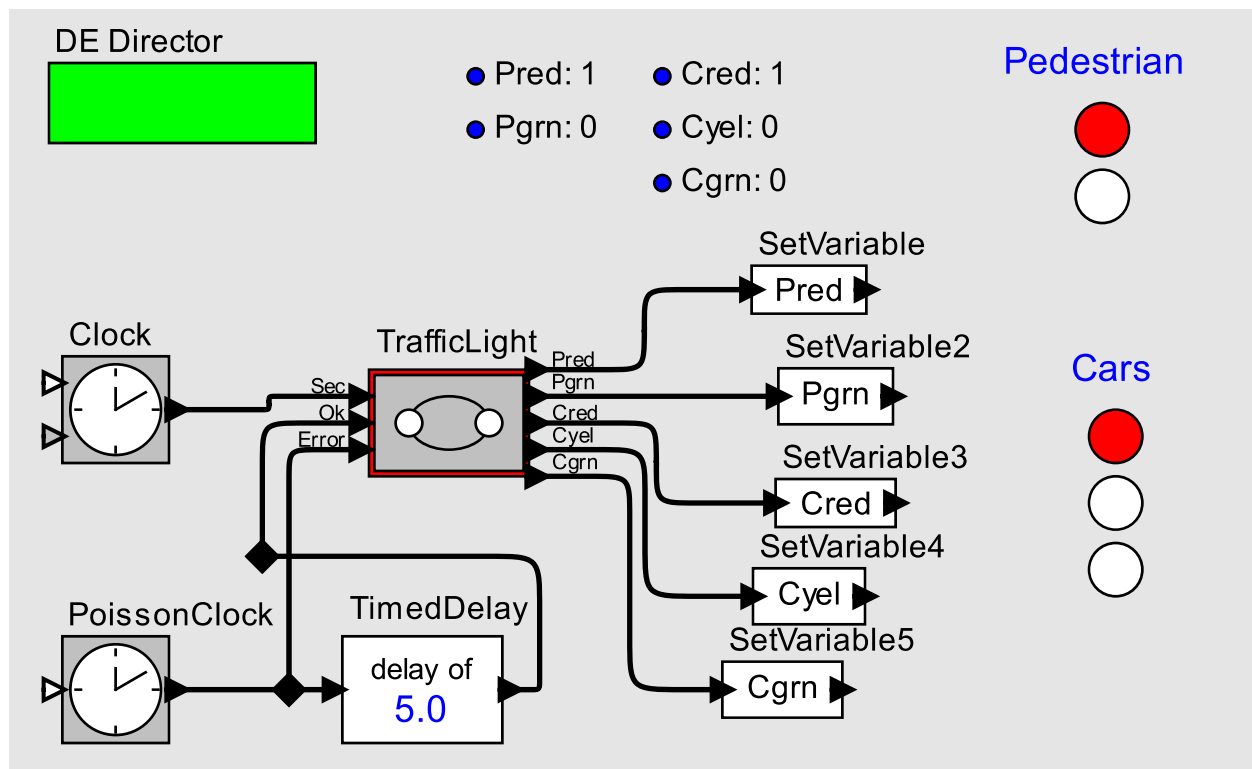 DE Director
Pred: 1
Cred: 1
Pedestrian
Pgrn: 0
Cyel: 0
Cgrn: 0
SetVariable
Pred
Clock
TrafficLight
SetVariable2
Pgrn
Cars
Sec
Ok
Error
Pred
Pgrn
Cred
Cyel
Cgrn
SetVariable3
Cred
SetVariable4
Cyel
PoissonClock
TimedDelay
delay of
5.0
SetVariable5
Cgrn